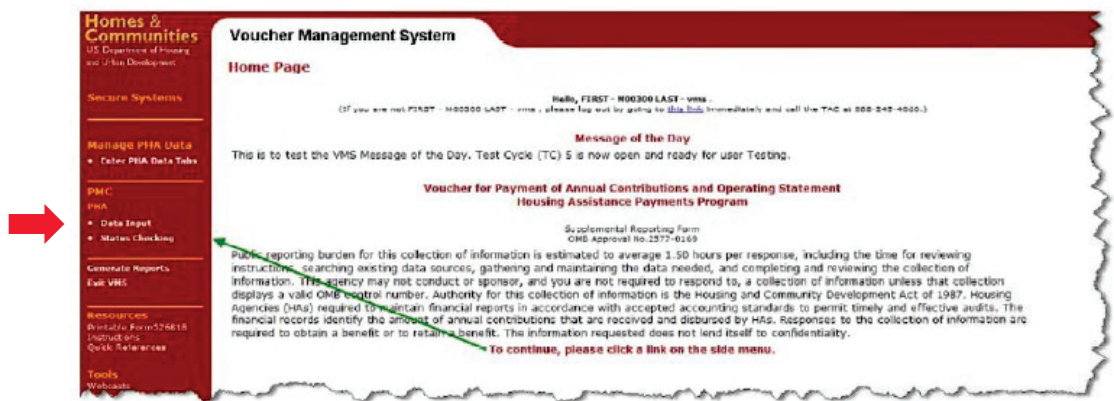 Homes &
Communities
US Department of Housing
and Urban Development
Secure Systems
Manage PHA Data
• Enter PHA Data Tabs
PMC
PHA
• Data Input
• Status Checking
Generate Reports
Exit VMS
Resources
Printable Form52681B
Instructions
Quick References
Tools
Webcasts
Voucher Management System
Home Page
Hello, FIRST - M00300 LAST - vms .
(If you are not FIRST - M00300 LAST - vms , please log out by going to this link immediately and call the TAC at 888-245-4860.)
Message of the Day
This is to test the VMS Message of the Day. Test Cycle (TC) 5 is now open and ready for user Testing.
Voucher for Payment of Annual Contributions and Operating Statement
Housing Assistance Payments Program
Supplemental Reporting Form
OMB Approval No.2577-0169
Public reporting burden for this collection of information is estimated to average 1.50 hours per response, including the time for reviewing
instructions, searching existing data sources, gathering and maintaining the data needed, and completing and reviewing the collection of
information. This agency may not conduct or sponsor, and you are not required to respond to, a collection of information unless that collection
displays a valid OMB control number. Authority for this collection of information is the Housing and Community Development Act of 1987. Housing
Agencies (HAs) required to maintain financial reports in accordance with accepted accounting standards to permit timely and effective audits. The
financial records identify the amount of annual contributions that are received and disbursed by HAs. Responses to the collection of information are
required to obtain a benefit or to retain a benefit. The information requested does not lend itself to confidentiality.
To continue, please click a link on the side menu.